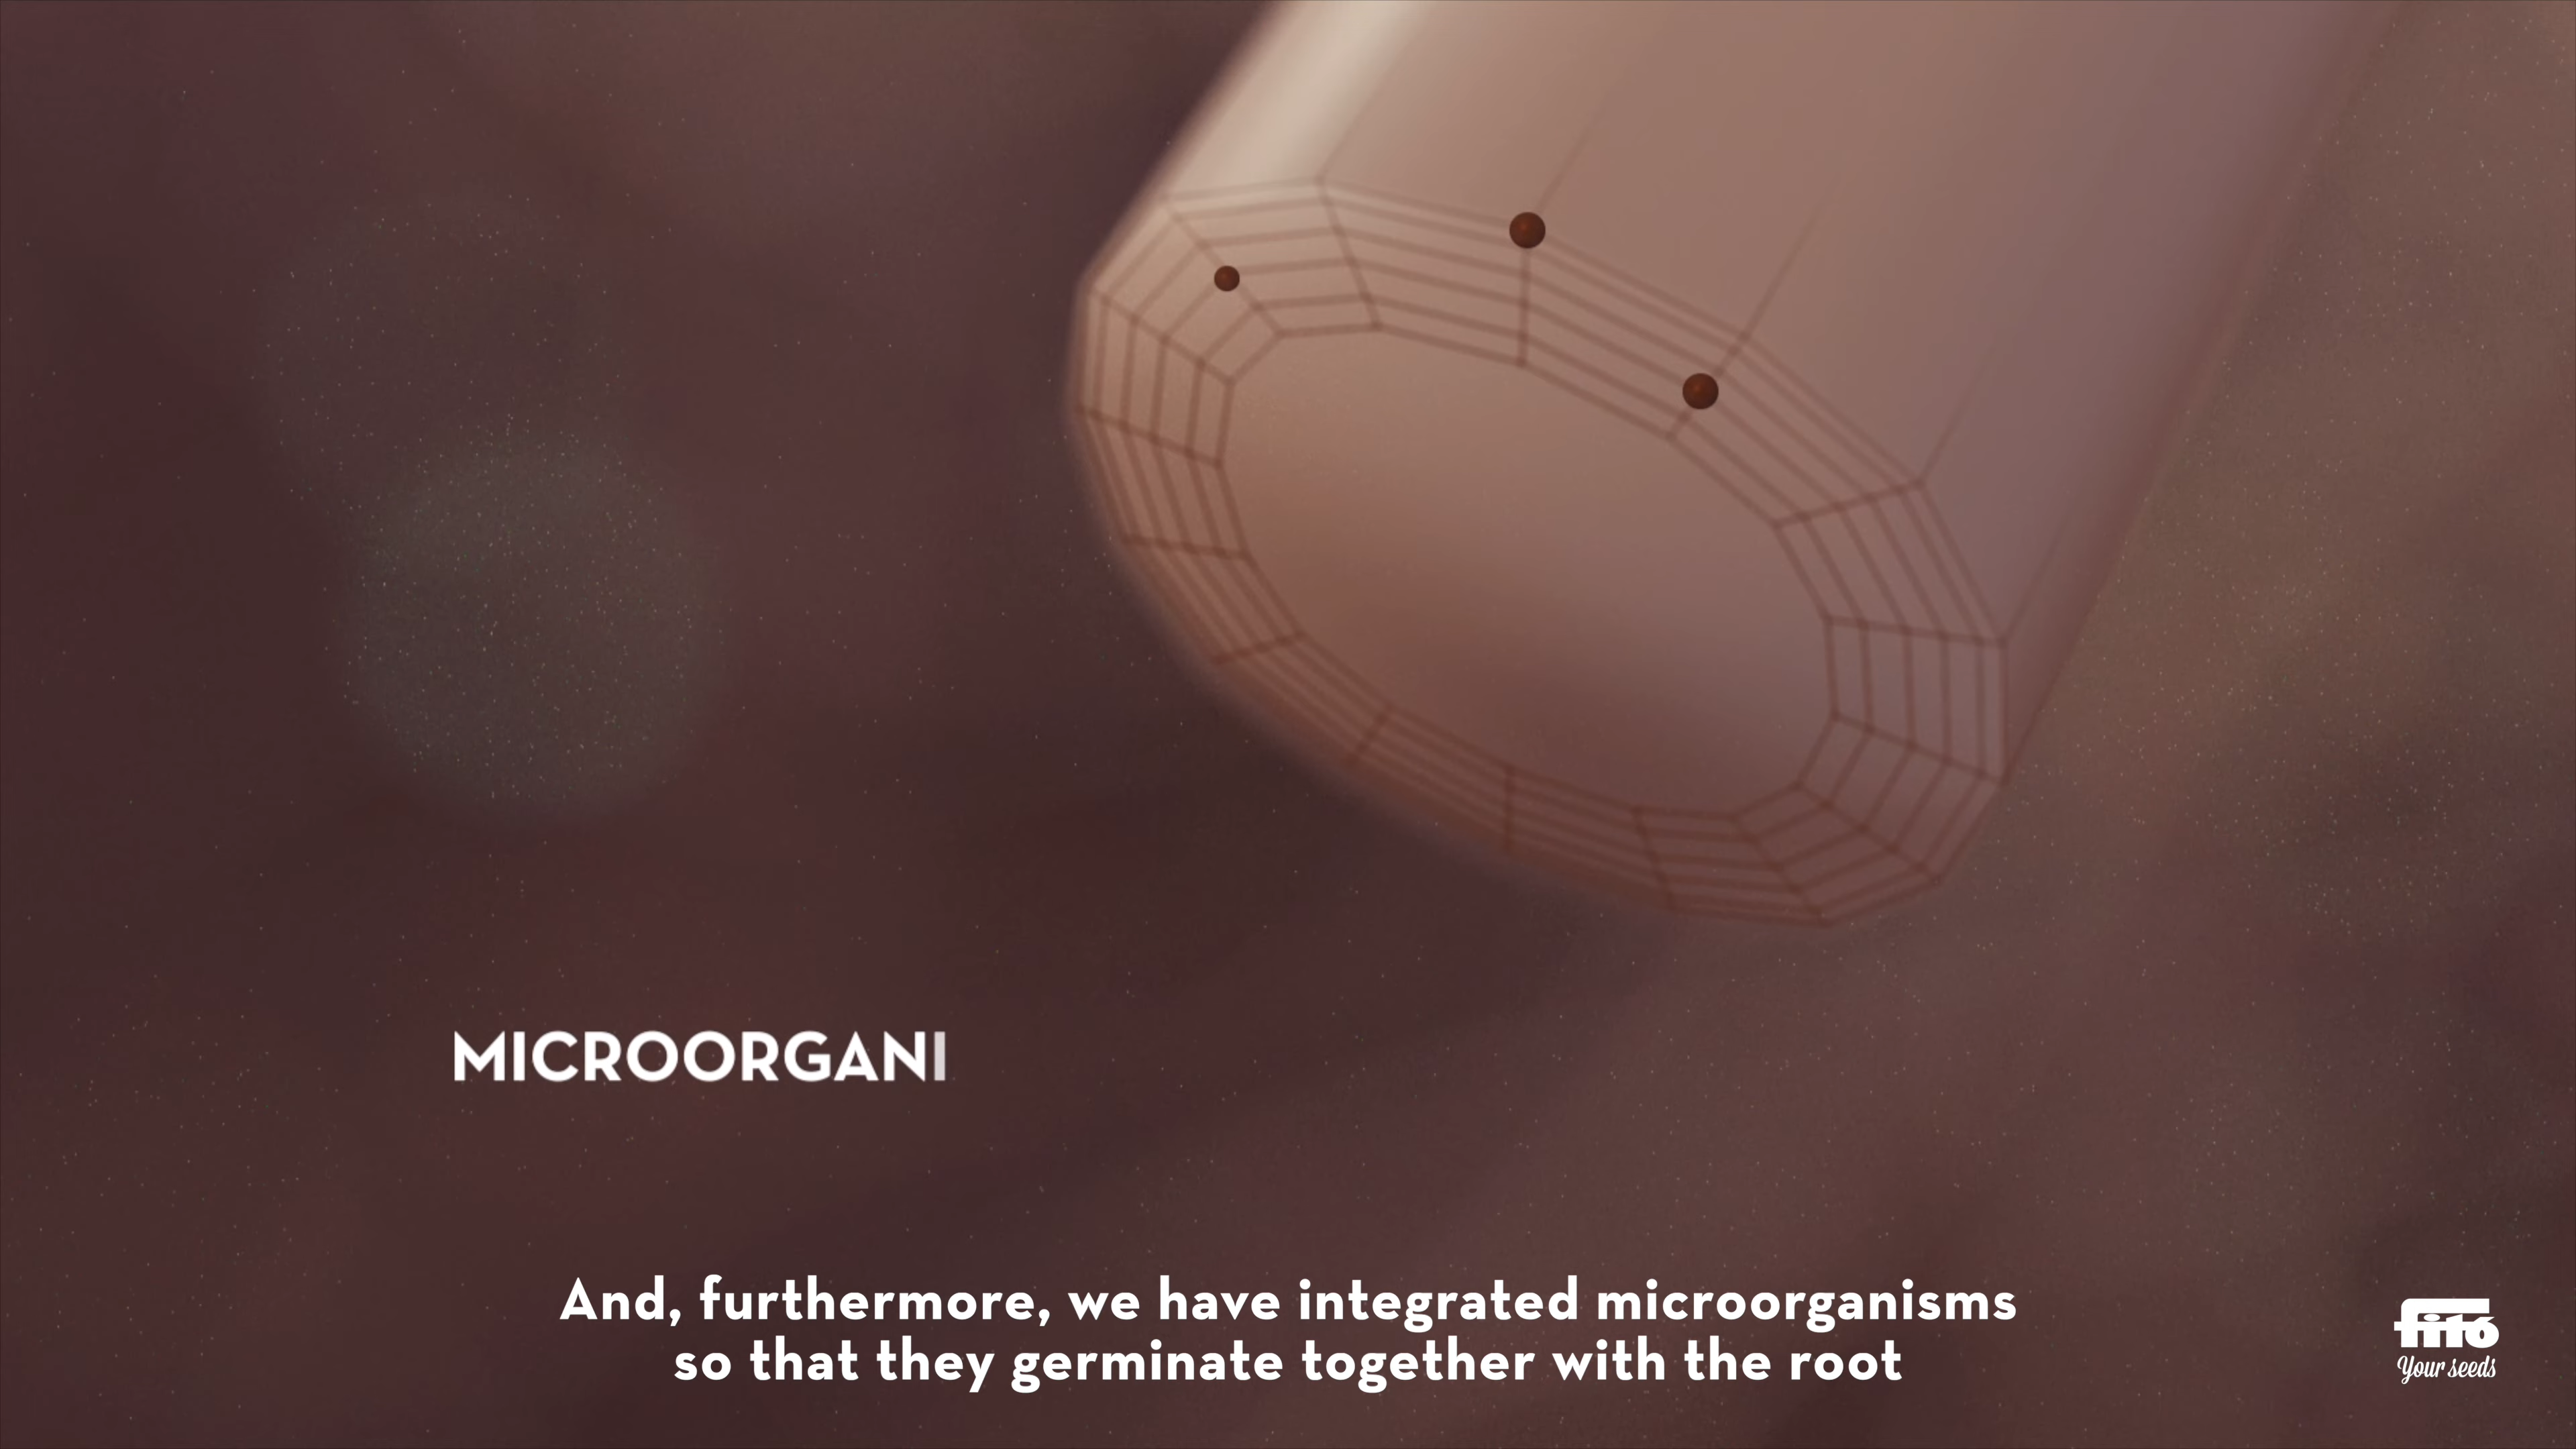 MICROORGANI
And, furthermore, we have integrated microorganisms
so that they germinate together with the root
fitó
Your seeds